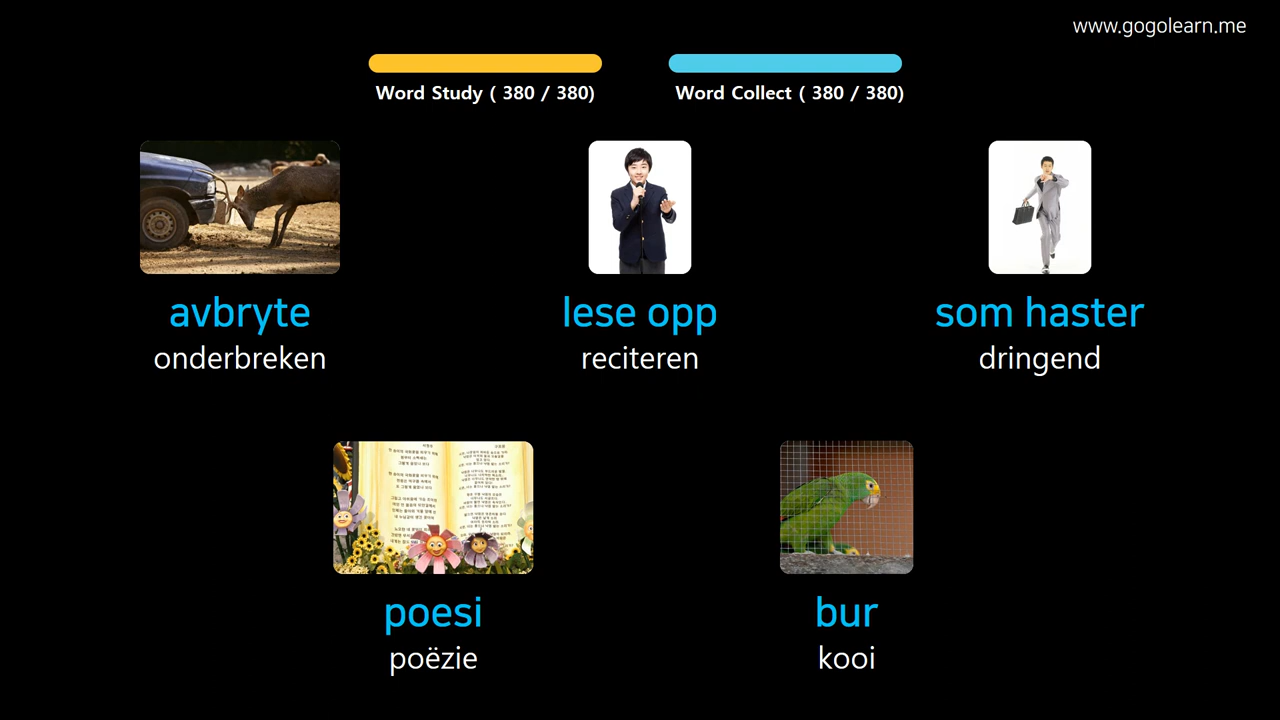 www.gogolearn.me
Word Study ( 380 / 380)
Word Collect ( 380 / 380)
avbryte
lese opp
som haster
onderbreken
reciteren
dringend
poesi
bur
poëzie
kooi